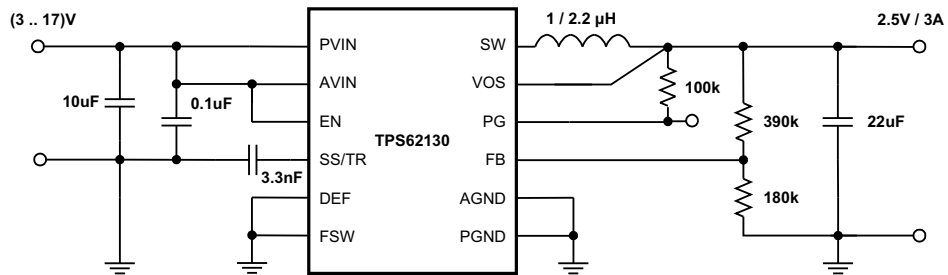 (3 .. 17)V
1 / 2.2 µH
2.5V / 3A
PVIN
SW
AVIN
VOS
10uF
0.1uF
100k
EN
PG
TPS62130
390k
22uF
SS/TR
FB
3.3nF
DEF
AGND
180k
FSW
PGND